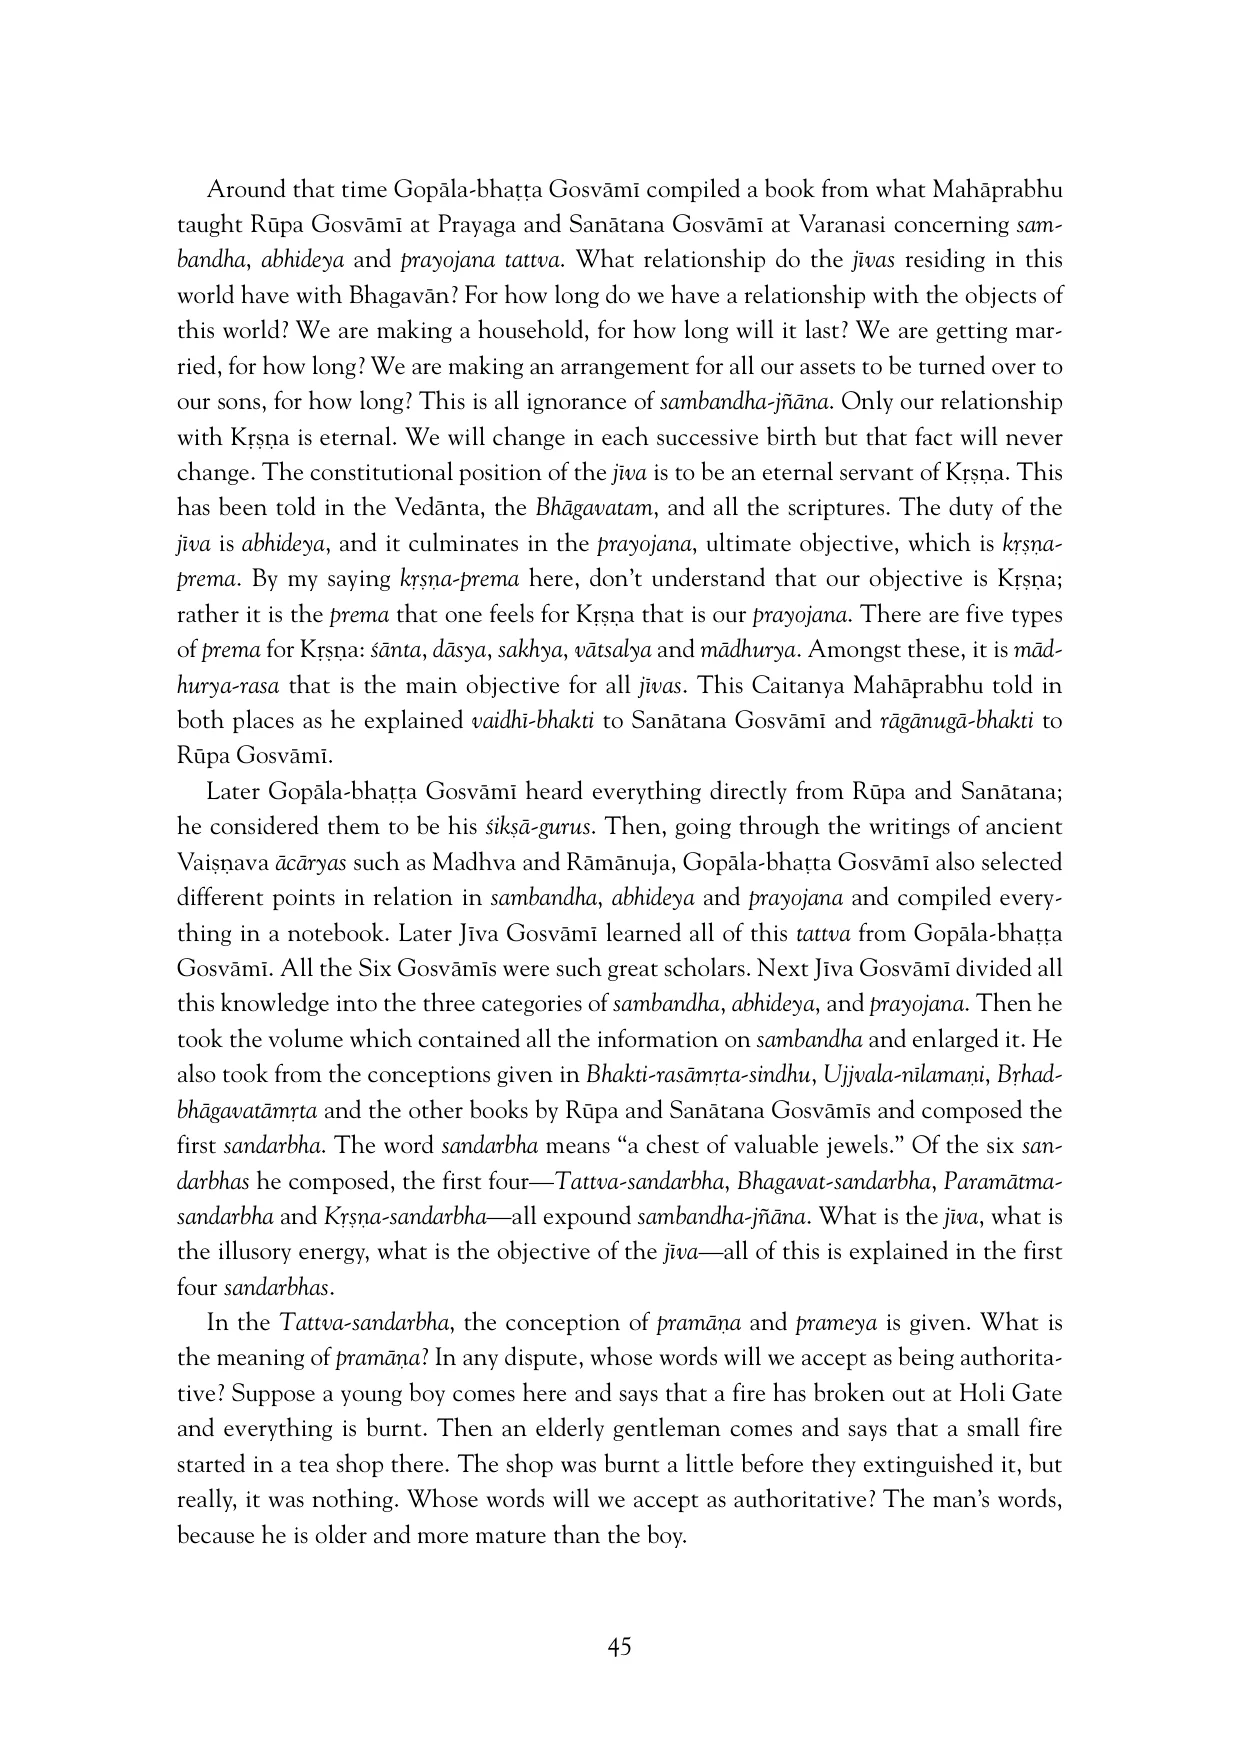 Around that time Gopāla-bhaṭṭa Gosvāmī compiled a book from what Mahāprabhu
taught Rūpa Gosvāmī at Prayaga and Sanātana Gosvāmī at Varanasi concerning sam-
bandha, abhideya and prayojana tattva. What relationship do the jīvas residing in this
world have with Bhagavān? For how long do we have a relationship with the objects of
this world? We are making a household, for how long will it last? We are getting mar-
ried, for how long? We are making an arrangement for all our assets to be turned over to
our sons, for how long? This is all ignorance of sambandha-jñāna. Only our relationship
with Kṛṣṇa is eternal. We will change in each successive birth but that fact will never
change. The constitutional position of the jīva is to be an eternal servant of Kṛṣṇa. This
has been told in the Vedānta, the Bhāgavatam, and all the scriptures. The duty of the
jīva is abhideya, and it culminates in the prayojana, ultimate objective, which is kṛṣṇa-
prema. By my saying kṛṣṇa-prema here, don’t understand that our objective is Kṛṣṇa;
rather it is the prema that one feels for Kṛṣṇa that is our prayojana. There are five types
of prema for Kṛṣṇa: śānta, dāsya, sakhya, vātsalya and mādhurya. Amongst these, it is mād-
hurya-rasa that is the main objective for all jīvas. This Caitanya Mahāprabhu told in
both places as he explained vaidhī-bhakti to Sanātana Gosvāmī and rāgānugā-bhakti to
Rūpa Gosvāmī.
Later Gopāla-bhaṭṭa Gosvāmī heard everything directly from Rūpa and Sanātana;
he considered them to be his śikṣā-gurus. Then, going through the writings of ancient
Vaiṣṇava ācāryas such as Madhva and Rāmānuja, Gopāla-bhaṭṭa Gosvāmī also selected
different points in relation in sambandha, abhideya and prayojana and compiled every-
thing in a notebook. Later Jīva Gosvāmī learned all of this tattva from Gopāla-bhaṭṭa
Gosvāmī. All the Six Gosvāmīs were such great scholars. Next Jīva Gosvāmī divided all
this knowledge into the three categories of sambandha, abhideya, and prayojana. Then he
took the volume which contained all the information on sambandha and enlarged it. He
also took from the conceptions given in Bhakti-rasāmṛta-sindhu, Ujjvala-nīlamaṇi, Bṛhad-
bhāgavatāmṛta and the other books by Rūpa and Sanātana Gosvāmīs and composed the
first sandarbha. The word sandarbha means “a chest of valuable jewels.” Of the six san-
darbhas he composed, the first four—Tattva-sandarbha, Bhagavat-sandarbha, Paramātma-
sandarbha and Kṛṣṇa-sandarbha—all expound sambandha-jñāna. What is the jīva, what is
the illusory energy, what is the objective of the jīva—all of this is explained in the first
four sandarbhas.
In the Tattva-sandarbha, the conception of pramāṇa and prameya is given. What is
the meaning of pramāṇa? In any dispute, whose words will we accept as being authorita-
tive? Suppose a young boy comes here and says that a fire has broken out at Holi Gate
and everything is burnt. Then an elderly gentleman comes and says that a small fire
started in a tea shop there. The shop was burnt a little before they extinguished it, but
really, it was nothing. Whose words will we accept as authoritative? The man’s words,
because he is older and more mature than the boy.
45